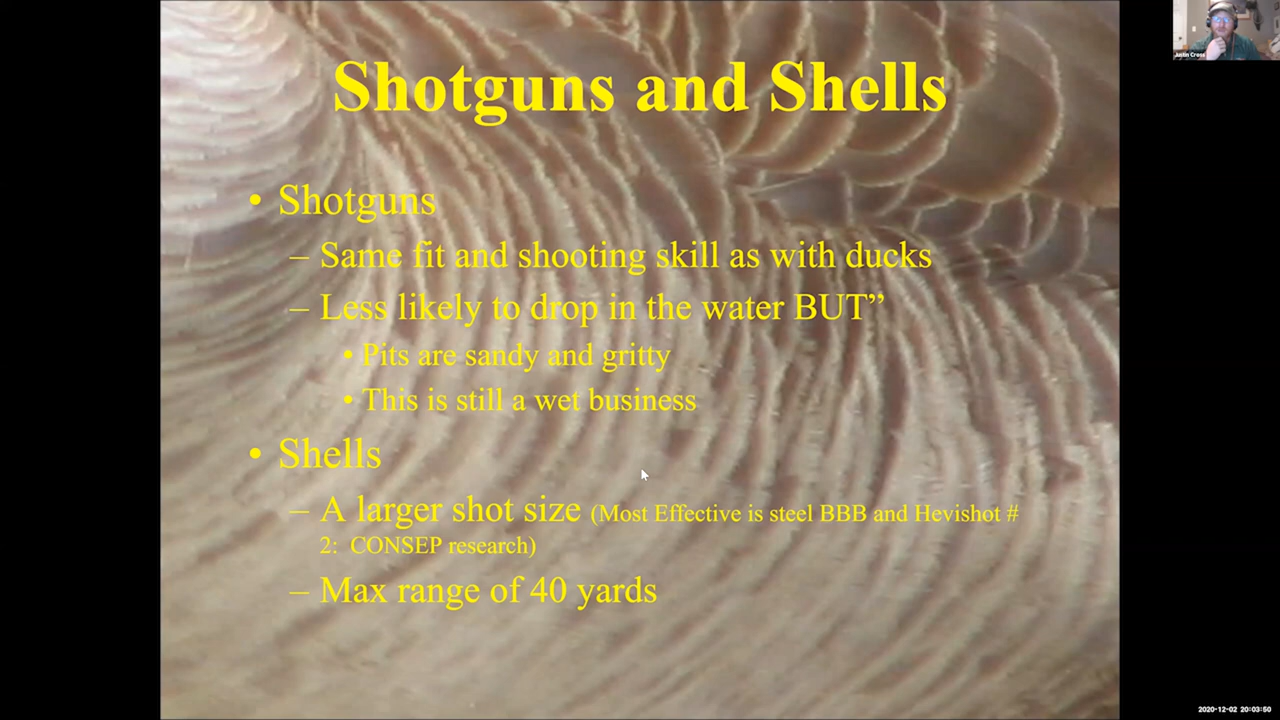 Shotguns and Shells
• Shotguns
– Same fit and shooting skill as with ducks
– Less likely to drop in the water BUT”
• Pits are sandy and gritty
• This is still a wet business
• Shells
– A larger shot size (Most Effective is steel BBB and Hevishot #
2: CONSEP research)
– Max range of 40 yards
Justin Cross
2020-12-02 20:03:50